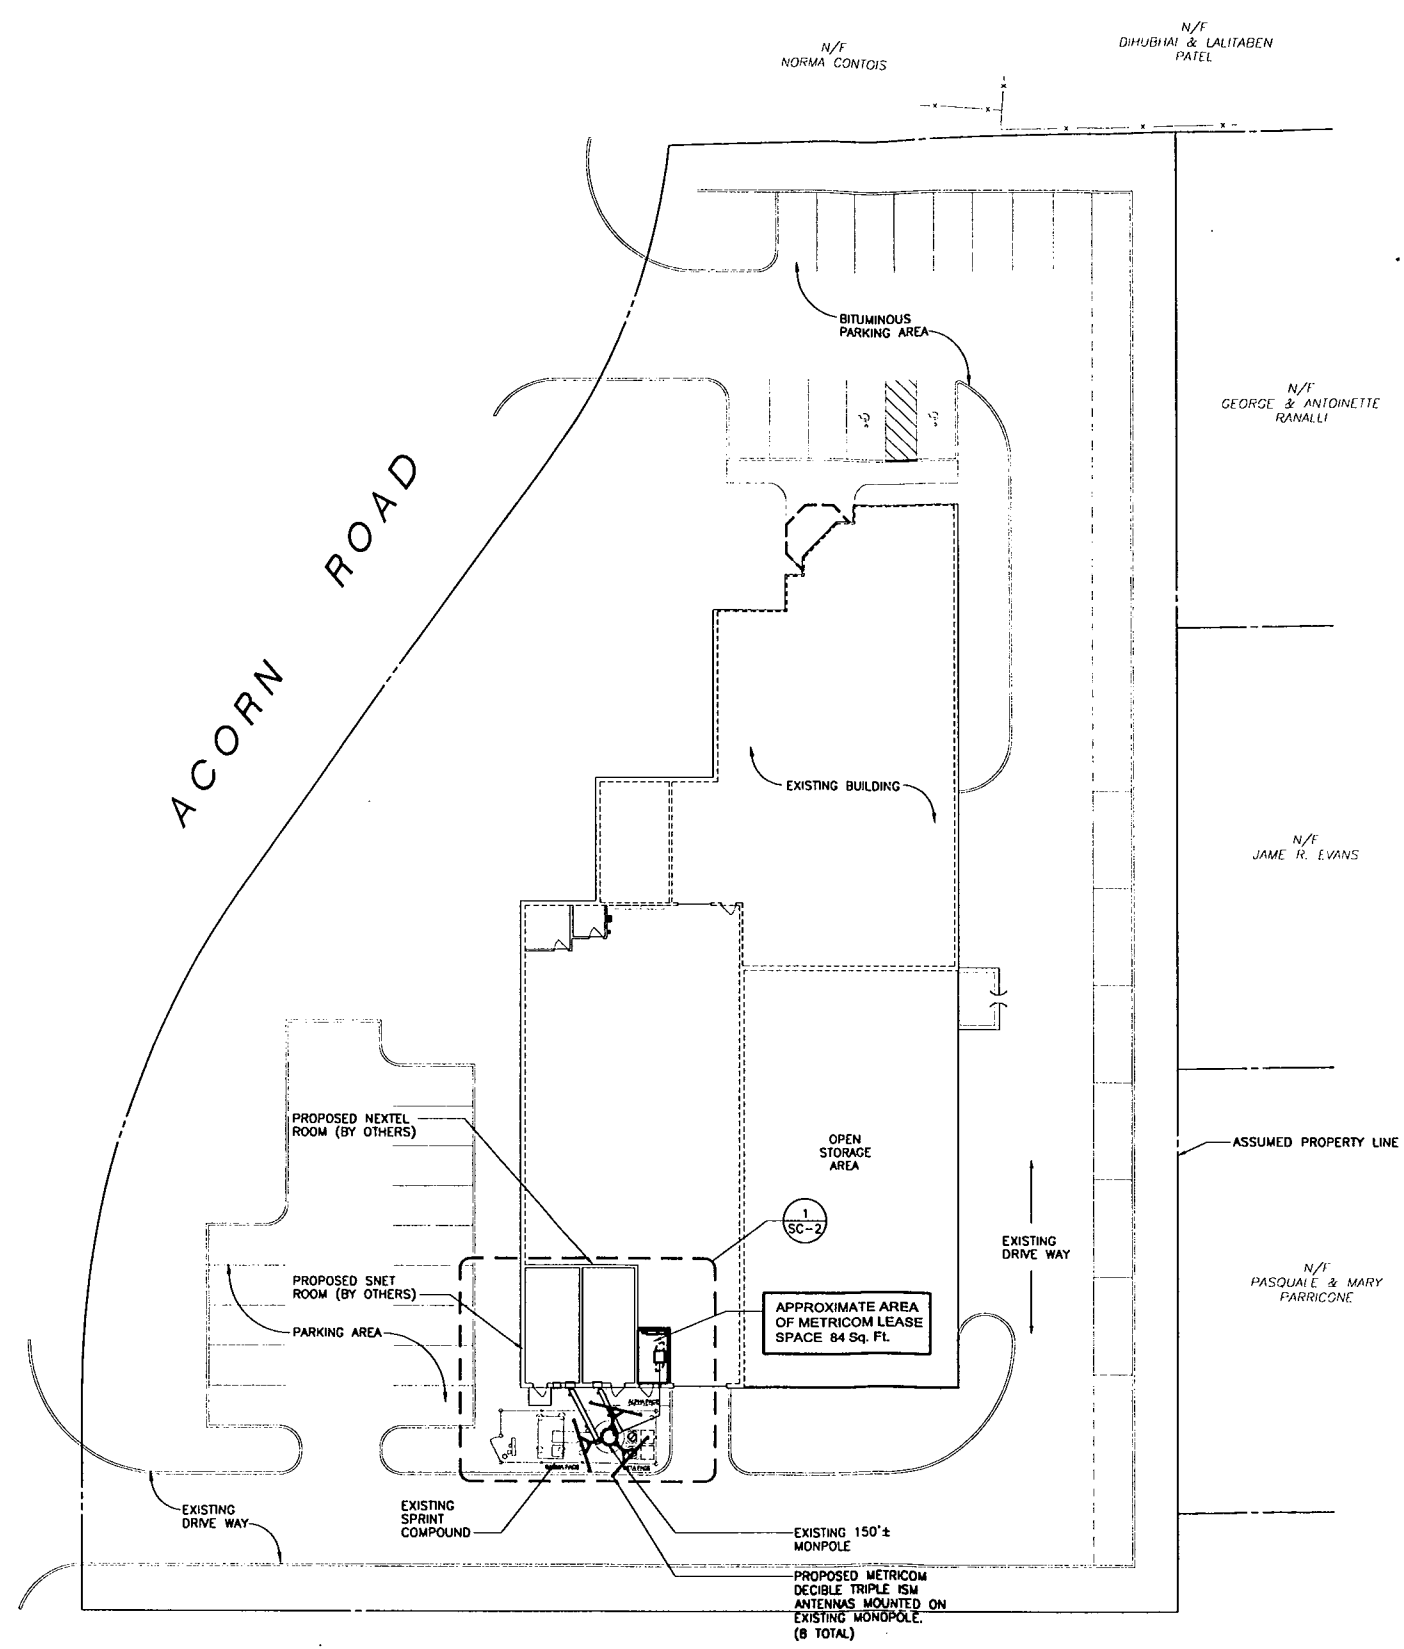 N/F
NORMA CONTOIS
N/F
DIHUBHAI & LALITABEN
PATEL
BITUMINOUS
PARKING AREA
N/F
GEORGE & ANTOINETTE
RANALLI
ACORN ROAD
EXISTING BUILDING
N/F
JAME R. EVANS
PROPOSED NEXTEL
ROOM (BY OTHERS)
OPEN
STORAGE
AREA
ASSUMED PROPERTY LINE
1
SC-2
EXISTING
DRIVE WAY
N/F
PASQUALE & MARY
PARRICONE
PROPOSED SNET
ROOM (BY OTHERS)
PARKING AREA
APPROXIMATE AREA
OF METRICOM LEASE
SPACE 84 Sq. Ft.
EXISTING
DRIVE WAY
EXISTING
SPRINT
COMPOUND
EXISTING 150'±
MONPOLE
PROPOSED METRICOM
DECIBLE TRIPLE ISM
ANTENNAS MOUNTED ON
EXISTING MONOPOLE.
(6 TOTAL)